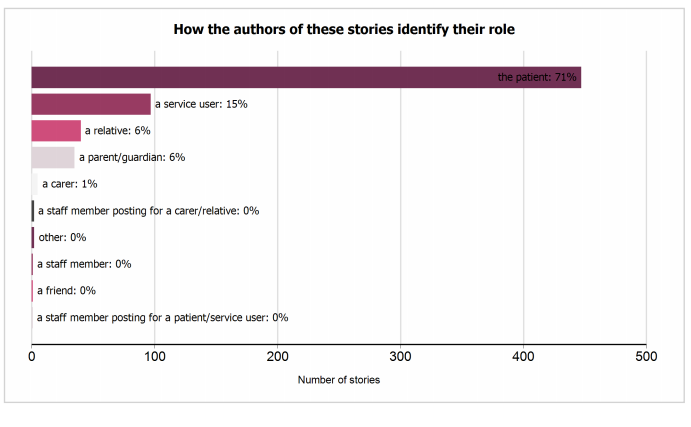 How the authors of these stories identify their role
the patient: 71%
a service user: 15%
a relative: 6%
a parent/guardian: 6%
a carer: 1%
a staff member posting for a carer/relative: 0%
other: 0%
a staff member: 0%
a friend: 0%
a staff member posting for a patient/service user: 0%
0 100 200 300 400 500
Number of stories